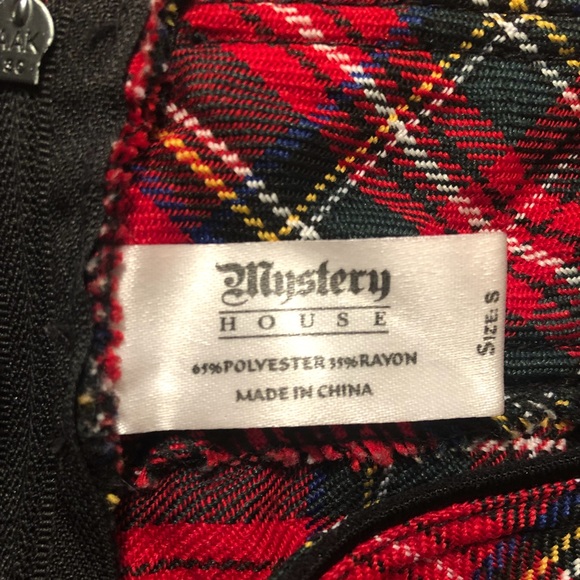 Mystery
HOUSE
65%POLYESTER 35%RAYON
MADE IN CHINA
SIZE: S